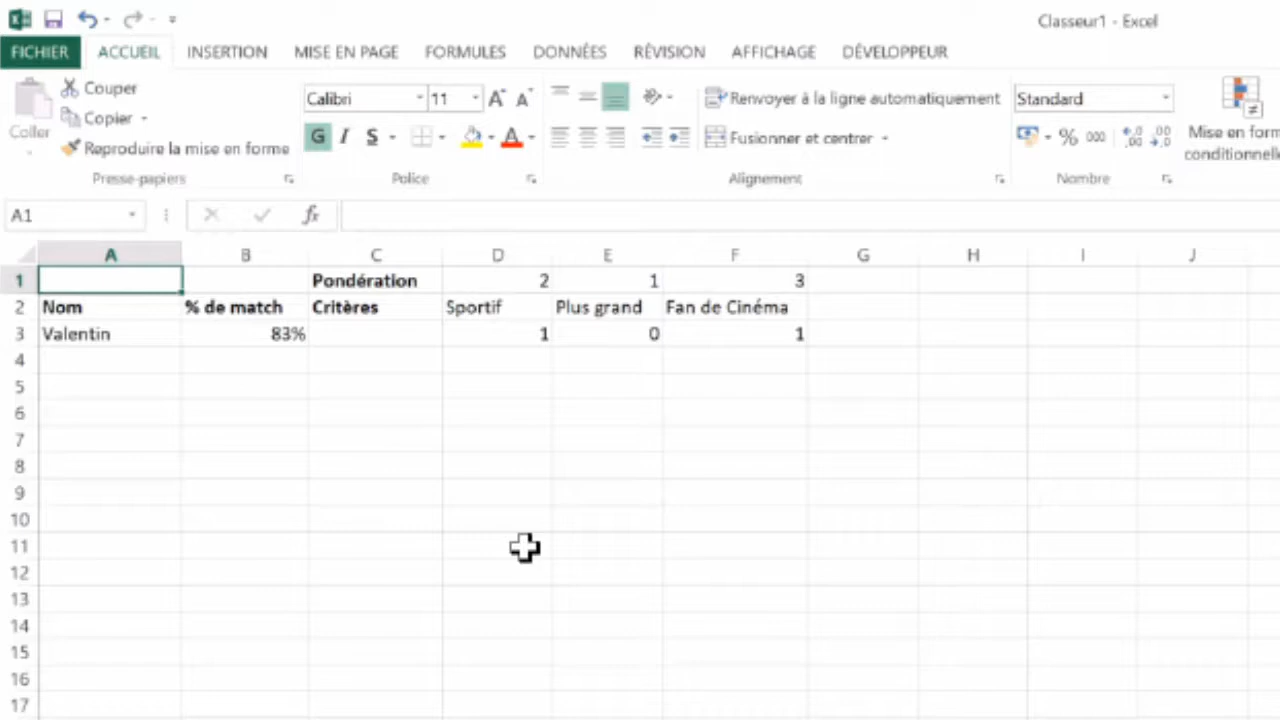 Classeur1 - Excel
FICHIER ACCUEIL INSERTION MISE EN PAGE FORMULES DONNÉES RÉVISION AFFICHAGE DÉVELOPPEUR
Coller
Couper
Copier
Reproduire la mise en forme
Presse-papiers
Calibri 11 A A
G I S A
Police
Renvoyer à la ligne automatiquement
Fusionner et centrer
Alignement
Standard
% 000 ,00 ,00
Nombre
Mise en form
conditionnell
A1 fx
A B C D E F G H I J
1 Pondération 2 1 3
2 Nom % de match Critères Sportif Plus grand Fan de Cinéma
3 Valentin 83% 1 0 1
4
5
6
7
8
9
10
11
12
13
14
15
16
17